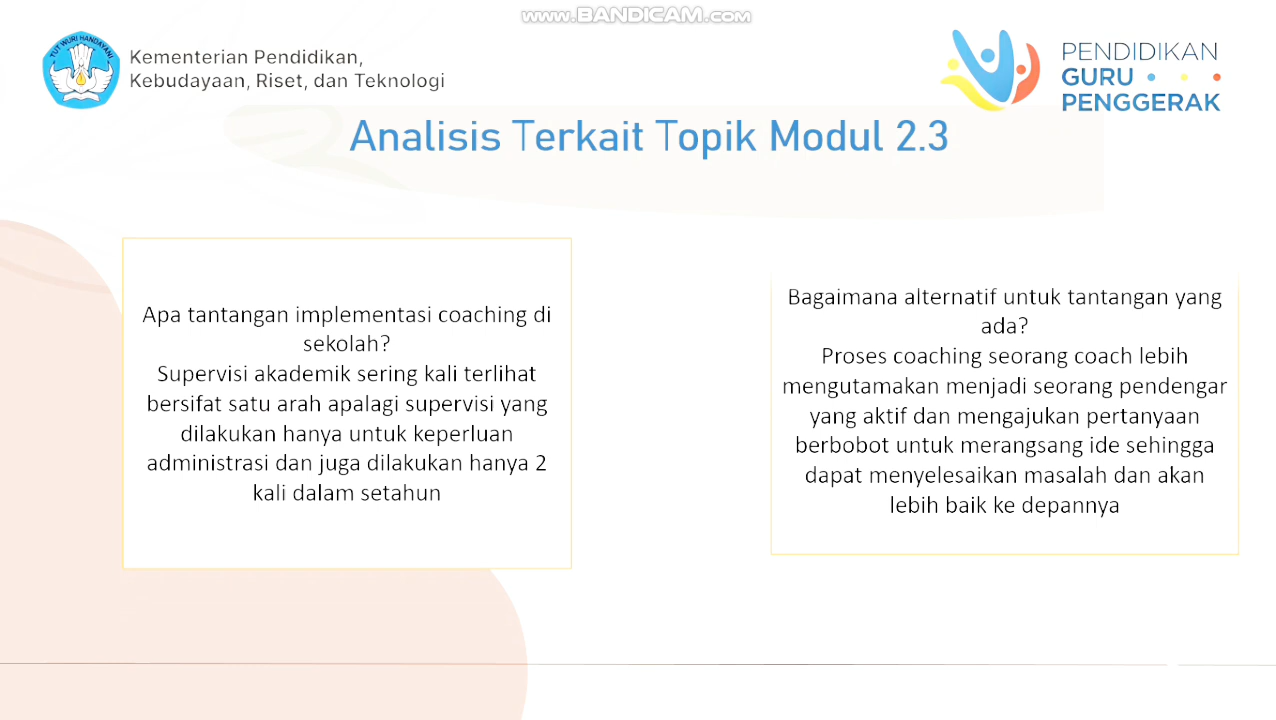 www.BANDICAM.com
TUT WURI HANDAYANI
Kementerian Pendidikan,
Kebudayaan, Riset, dan Teknologi
PENDIDIKAN
GURU
PENGGERAK
Analisis Terkait Topik Modul 2.3
Apa tantangan implementasi coaching di
sekolah?
Supervisi akademik sering kali terlihat
bersifat satu arah apalagi supervisi yang
dilakukan hanya untuk keperluan
administrasi dan juga dilakukan hanya 2
kali dalam setahun
Bagaimana alternatif untuk tantangan yang
ada?
Proses coaching seorang coach lebih
mengutamakan menjadi seorang pendengar
yang aktif dan mengajukan pertanyaan
berbobot untuk merangsang ide sehingga
dapat menyelesaikan masalah dan akan
lebih baik ke depannya